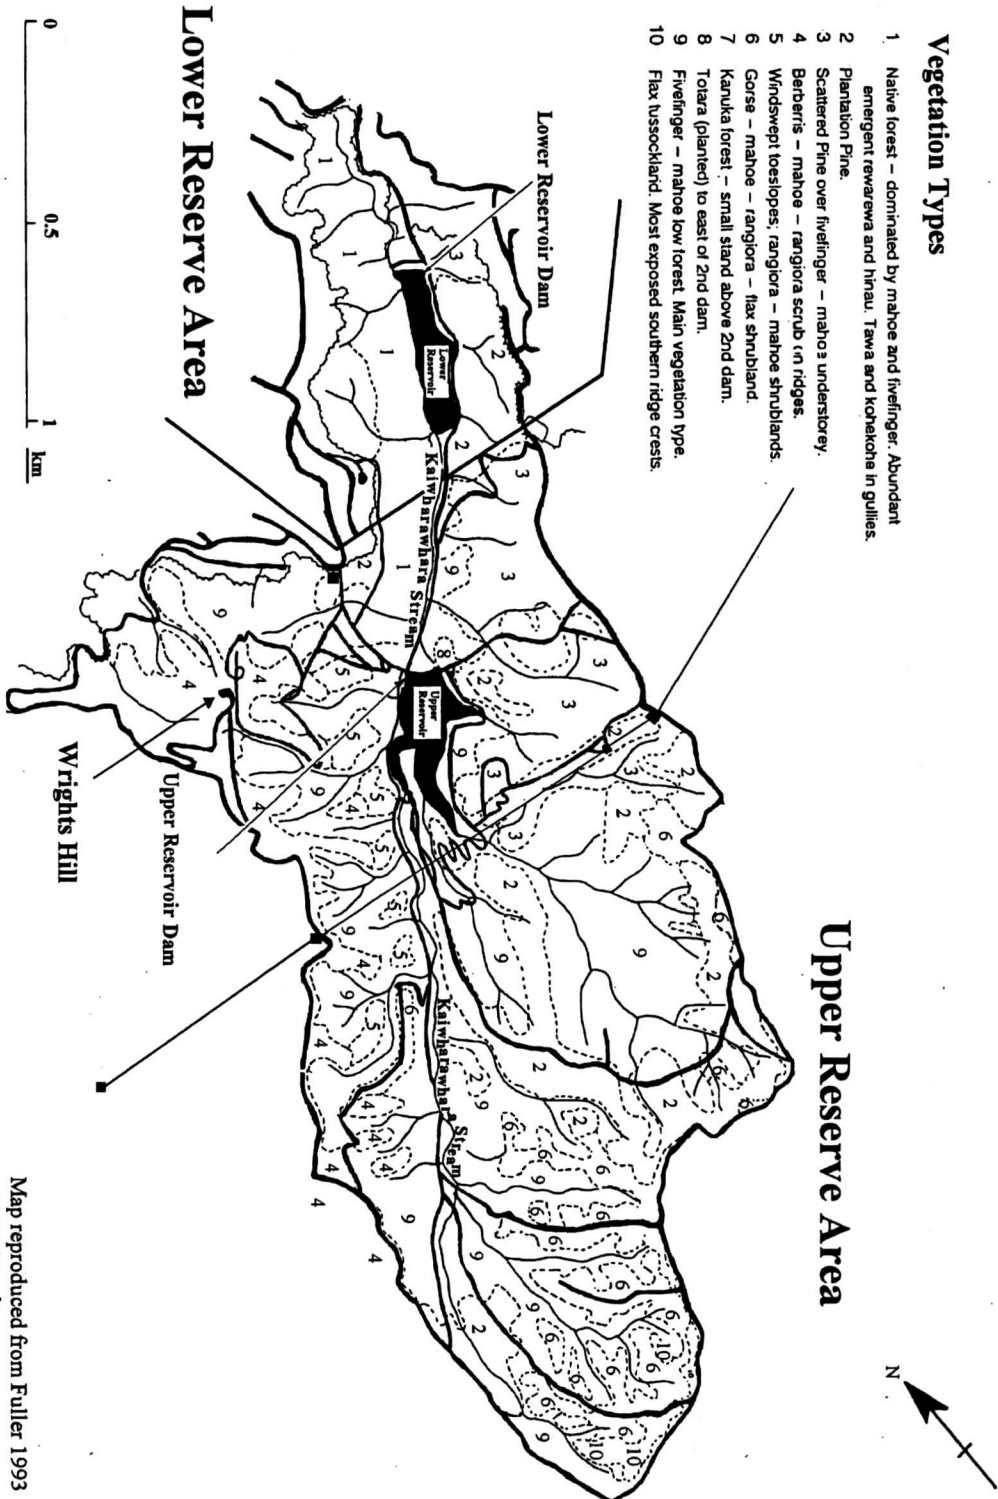 Vegetation Types
1. Native forest – dominated by mahoe and fivefinger. Abundant
emergent rewarewa and hinau. Tawa and kohekohe in gullies.
2 Plantation Pine.
3 Scattered Pine over fivefinger – mahoe understorey.
4 Berberris – mahoe – rangiora scrub on ridges.
5 Windswept toeslopes; rangiora – mahoe shrublands.
6 Gorse – mahoe – rangiora – flax shrubland.
7 Kanuka forest – small stand above 2nd dam.
8 Totara (planted) to east of 2nd dam.
9 Fivefinger – mahoe low forest. Main vegetation type.
10 Flax tussockland. Most exposed southern ridge crests.
Upper Reserve Area
N
Lower Reservoir Dam
Lower
Reservoir
Kaiwharawhara Stream
Upper
Reservoir
Kaiwharawhara Stream
Lower Reserve Area
Upper Reservoir Dam
Wrights Hill
0 0.5 1 km
Map reproduced from Fuller 1993